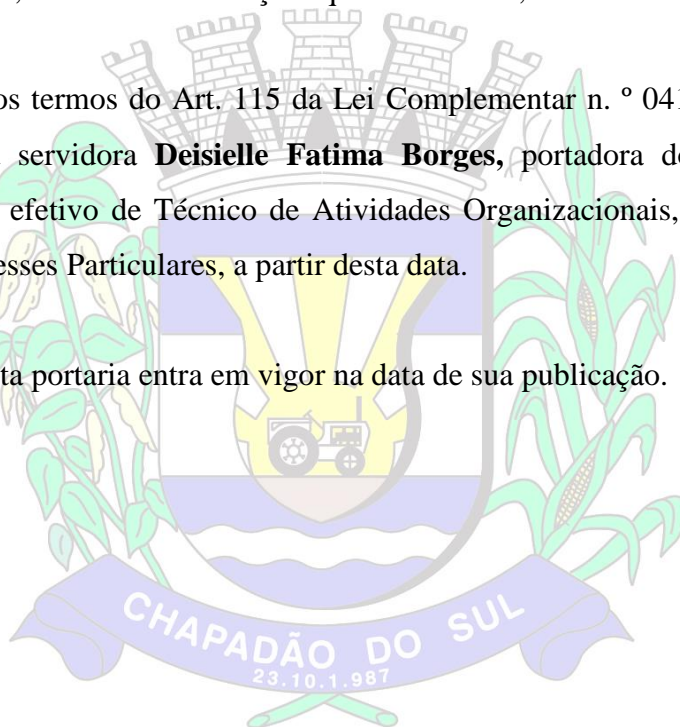 os termos do Art. 115 da Lei Complementar n. º 041
servidora Deisielle Fatima Borges, portadora do
efetivo de Técnico de Atividades Organizacionais,
esses Particulares, a partir desta data.
ta portaria entra em vigor na data de sua publicação.
CHAPADÃO DO SUL
23.10.1.987